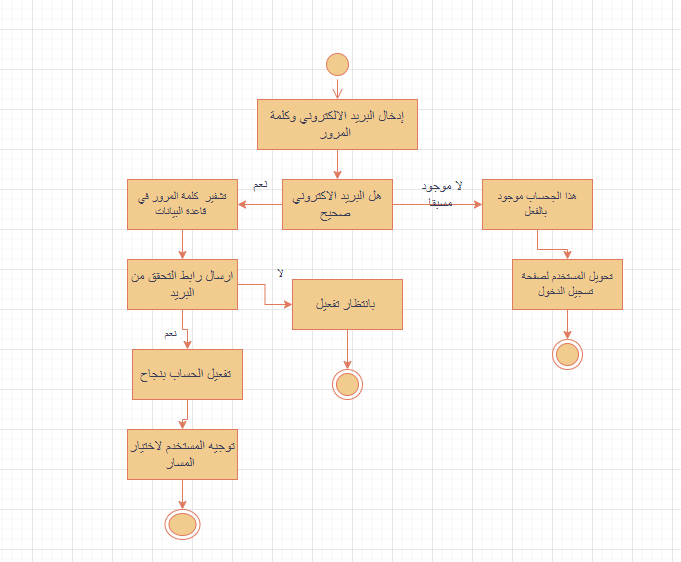 إدخال البريد الالكتروني وكلمة
المرور
هل البريد الاكتروني
صحيح
نعم
لا موجود
مسبقا
تشفير كلمة المرور في
قاعدة البيانات
هذا الجحساب موجود
بالفعل
ارسال رابط التحقق من
البريد
لا
بانتظار تفعيل
تحويل المستخدم لصفحة
تسجيل الدخول
نعم
تفعيل الحساب بنجاح
توجيه المستخدم لاختيار
المسار